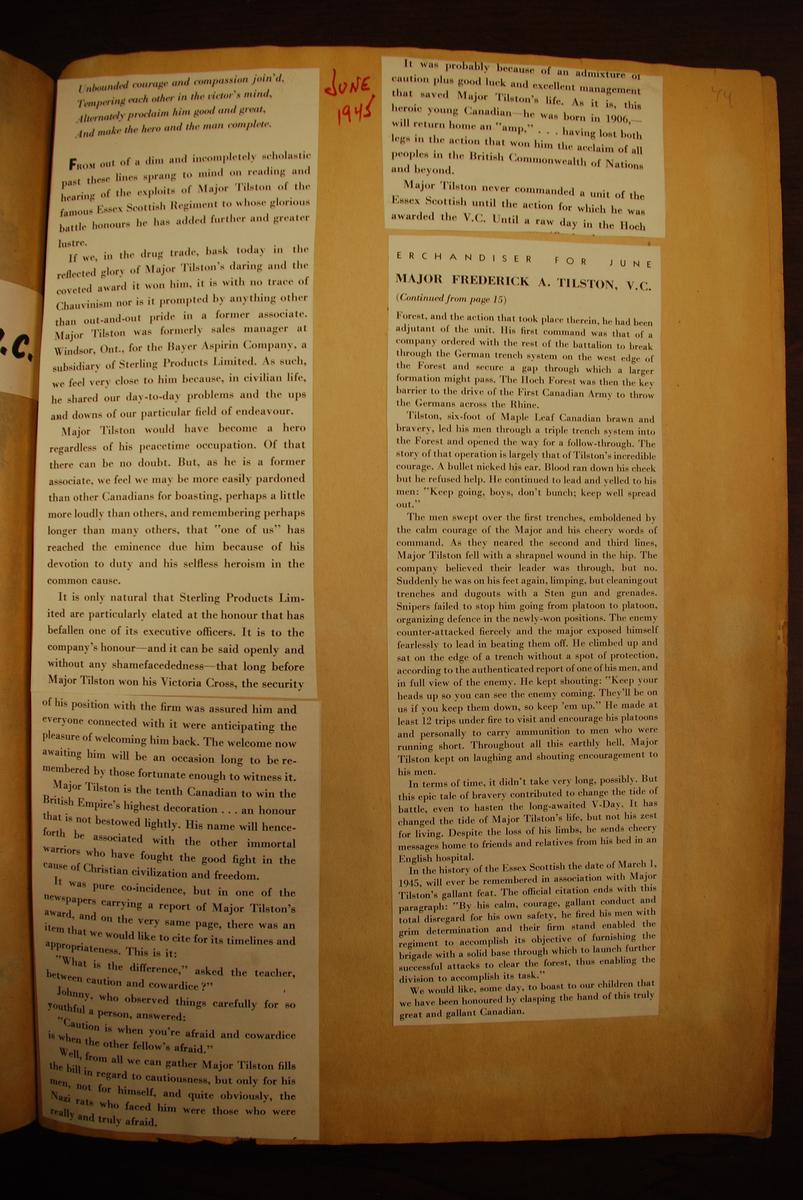 Unbounded courage and compassion join'd,
Tempering each other in the victor's mind,
Alternately proclaim him good and great,
And make the hero and the man complete.
FROM out of a dim and incompletely scholastic
past these lines sprang to mind on reading and
hearing of the exploits of Major Tilston of the
famous Essex Scottish Regiment to whose glorious
battle honours he has added further and greater
lustre.
If we, in the drug trade, bask today in the
reflected glory of Major Tilston's daring and the
coveted award it won him, it is with no trace of
Chauvinism nor is it prompted by anything other
than out-and-out pride in a former associate.
Major Tilston was formerly sales manager at
Windsor, Ont., for the Bayer Aspirin Company, a
subsidiary of Sterling Products Limited. As such,
we feel very close to him because, in civilian life,
he shared our day-to-day problems and the ups
and downs of our particular field of endeavour.
Major Tilston would have become a hero
regardless of his peacetime occupation. Of that
there can be no doubt. But, as he is a former
associate, we feel we may be more easily pardoned
than other Canadians for boasting, perhaps a little
more loudly than others, and remembering perhaps
longer than many others, that "one of us" has
reached the eminence due him because of his
devotion to duty and his selfless heroism in the
common cause.
It is only natural that Sterling Products Lim-
ited are particularly elated at the honour that has
befallen one of its executive officers. It is to the
company's honour—and it can be said openly and
without any shamefacededness—that long before
Major Tilston won his Victoria Cross, the security
of his position with the firm was assured him and
everyone connected with it were anticipating the
pleasure of welcoming him back. The welcome now
awaiting him will be an occasion long to be re-
membered by those fortunate enough to witness it.
Major Tilston is the tenth Canadian to win the
British Empire's highest decoration . . . an honour
that is not bestowed lightly. His name will hence-
forth be associated with the other immortal
warriors who have fought the good fight in the
cause of Christian civilization and freedom.
It was pure co-incidence, but in one of the
newspapers carrying a report of Major Tilston's
award, and on the very same page, there was an
item that we would like to cite for its timelines and
appropriateness. This is it:
"What is the difference," asked the teacher,
between caution and cowardice?"
Johnny, who observed things carefully for so
youthful a person, answered:
"Caution is when you're afraid and cowardice
is when the other fellow's afraid."
Well, from all we can gather Major Tilston fills
the bill in regard to cautiousness, but only for his
men, not for himself, and quite obviously, the
Nazi rats who faced him were those who were
really and truly afraid.
.C.
JUNE
1945
44
It was probably because of an admixture of
caution plus good luck and excellent management
that saved Major Tilston's life. As it is, this
heroic young Canadian—he was born in 1906,—
will return home an "amp," . . . having lost both
legs in the action that won him the acclaim of all
peoples in the British Commonwealth of Nations
and beyond.
Major Tilston never commanded a unit of the
Essex Scottish until the action for which he was
awarded the V.C. Until a raw day in the Hoch
ERCHANDISER FOR JUNE
MAJOR FREDERICK A. TILSTON, V.C.
(Continued from page 15)
Forest, and the action that took place therein, he had been
adjutant of the unit. His first command was that of a
company ordered with the rest of the battalion to break
through the German trench system on the west edge of
the Forest and secure a gap through which a larger
formation might pass. The Hoch Forest was then the key
barrier to the drive of the First Canadian Army to throw
the Germans across the Rhine.
Tilston, six-foot of Maple Leaf Canadian brawn and
bravery, led his men through a triple trench system into
the Forest and opened the way for a follow-through. The
story of that operation is largely that of Tilston's incredible
courage. A bullet nicked his ear. Blood ran down his cheek
but he refused help. He continued to lead and yelled to his
men: "Keep going, boys, don't bunch; keep well spread
out."
The men swept over the first trenches, emboldened by
the calm courage of the Major and his cheery words of
command. As they neared the second and third lines,
Major Tilston fell with a shrapnel wound in the hip. The
company believed their leader was through, but no.
Suddenly he was on his feet again, limping, but cleaning out
trenches and dugouts with a Sten gun and grenades.
Snipers failed to stop him going from platoon to platoon,
organizing defence in the newly-won positions. The enemy
counter-attacked fiercely and the major exposed himself
fearlessly to lead in beating them off. He climbed up and
sat on the edge of a trench without a spot of protection,
according to the authenticated report of one of his men, and
in full view of the enemy. He kept shouting: "Keep your
heads up so you can see the enemy coming. They'll be on
us if you keep them down, so keep 'em up." He made at
least 12 trips under fire to visit and encourage his platoons
and personally to carry ammunition to men who were
running short. Throughout all this earthly hell, Major
Tilston kept on laughing and shouting encouragement to
his men.
In terms of time, it didn't take very long, possibly. But
this epic tale of bravery contributed to change the tide of
battle, even to hasten the long-awaited V-Day. It has
changed the tide of Major Tilston's life, but not his zest
for living. Despite the loss of his limbs, he sends cheery
messages home to friends and relatives from his bed in an
English hospital.
In the history of the Essex Scottish the date of March 1,
1945, will ever be remembered in association with Major
Tilston's gallant feat. The official citation ends with this
paragraph: "By his calm, courage, gallant conduct and
total disregard for his own safety, he fired his men with
grim determination and their firm stand enabled the
regiment to accomplish its objective of furnishing the
brigade with a solid base through which to launch further
successful attacks to clear the forest, thus enabling the
division to accomplish its task."
We would like, some day, to boast to our children that
we have been honoured by clasping the hand of this truly
great and gallant Canadian.